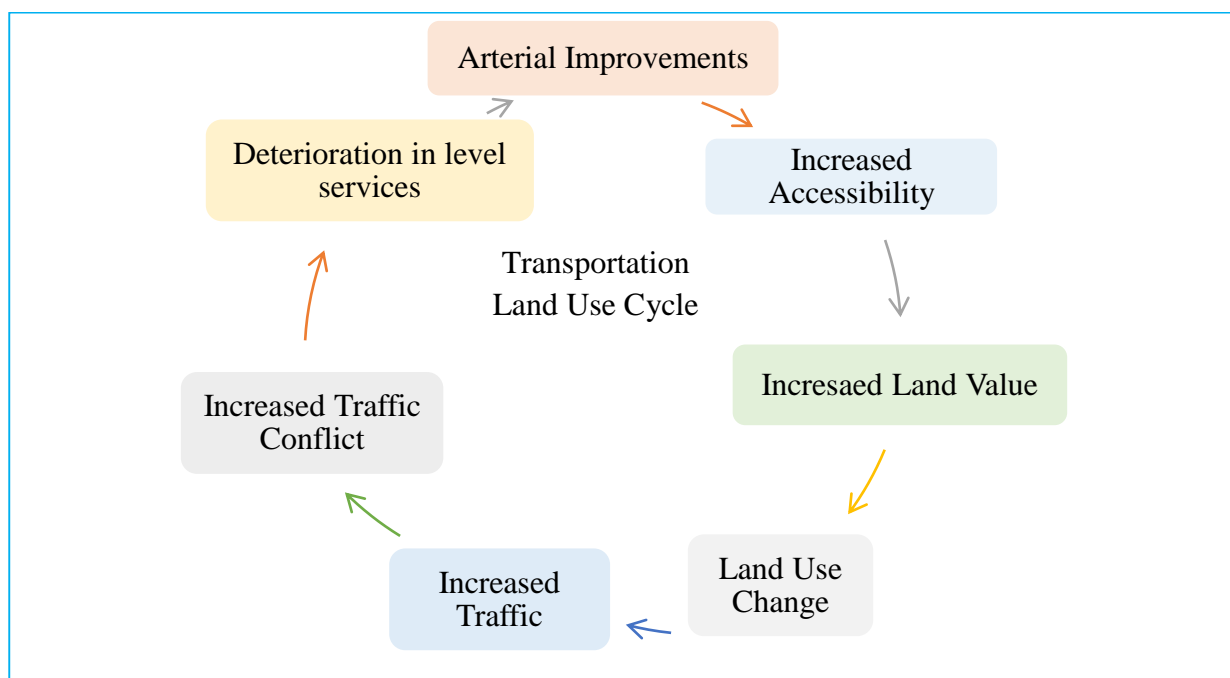 Arterial Improvements
Increased
Accessibility
Incresaed Land Value
Land Use
Change
Increased
Traffic
Increased Traffic
Conflict
Deterioration in level
services
Transportation
Land Use Cycle